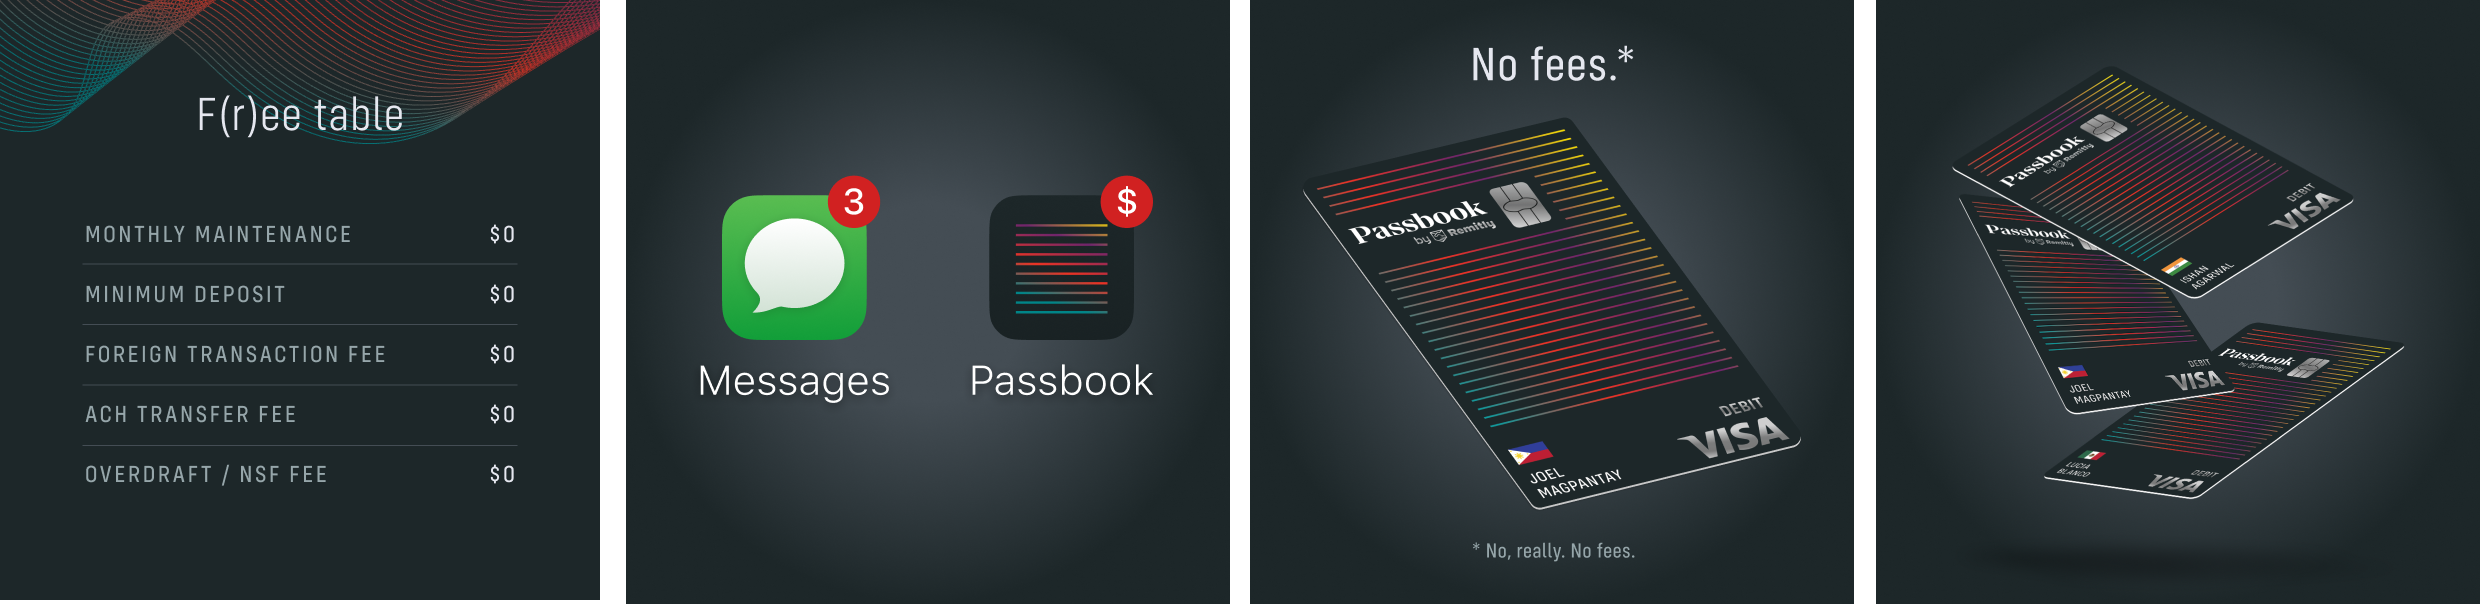 F(r)ee table
MONTHLY MAINTENANCE $0
MINIMUM DEPOSIT $0
FOREIGN TRANSACTION FEE $0
ACH TRANSFER FEE $0
OVERDRAFT / NSF FEE $0
3
$
Messages
Passbook
No fees.*
Passbook
by Remitly
DEBIT
VISA
JOEL
MAGPANTAY
* No, really. No fees.
Passbook
by Remitly
DEBIT
VISA
ISHAN
AGARWAL
Passbook
by Remitly
DEBIT
VISA
JOEL
MAGPANTAY
Passbook
by Remitly
LUCIA
BLANCO
DEBIT
VISA